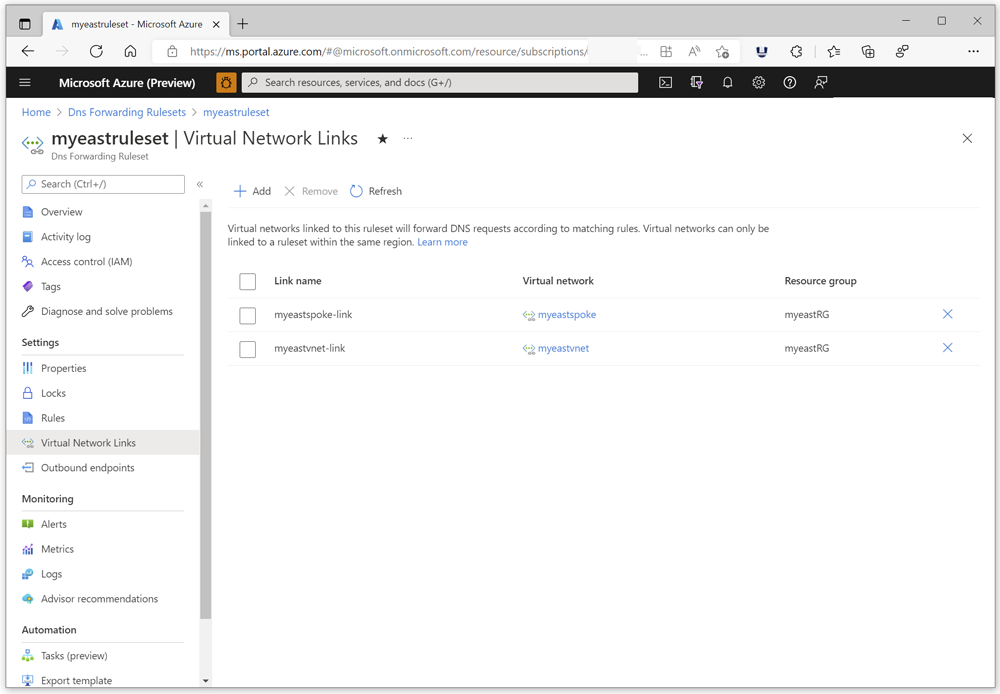 myeastruleset - Microsoft Azure
https://ms.portal.azure.com/#@microsoft.onmicrosoft.com/resource/subscriptions/
Microsoft Azure (Preview)
Search resources, services, and docs (G+/)
Home > Dns Forwarding Rulesets > myeastruleset
myeastruleset | Virtual Network Links
Dns Forwarding Ruleset
Search (Ctrl+/)
Overview
Activity log
Access control (IAM)
Tags
Diagnose and solve problems
Settings
Properties
Locks
Rules
Virtual Network Links
Outbound endpoints
Monitoring
Alerts
Metrics
Logs
Advisor recommendations
Automation
Tasks (preview)
Export template
Add Remove Refresh
Virtual networks linked to this ruleset will forward DNS requests according to matching rules. Virtual networks can only be
linked to a ruleset within the same region. Learn more
Link name Virtual network Resource group
myeastspoke-link myeastspoke myeastRG
myeastvnet-link myeastvnet myeastRG